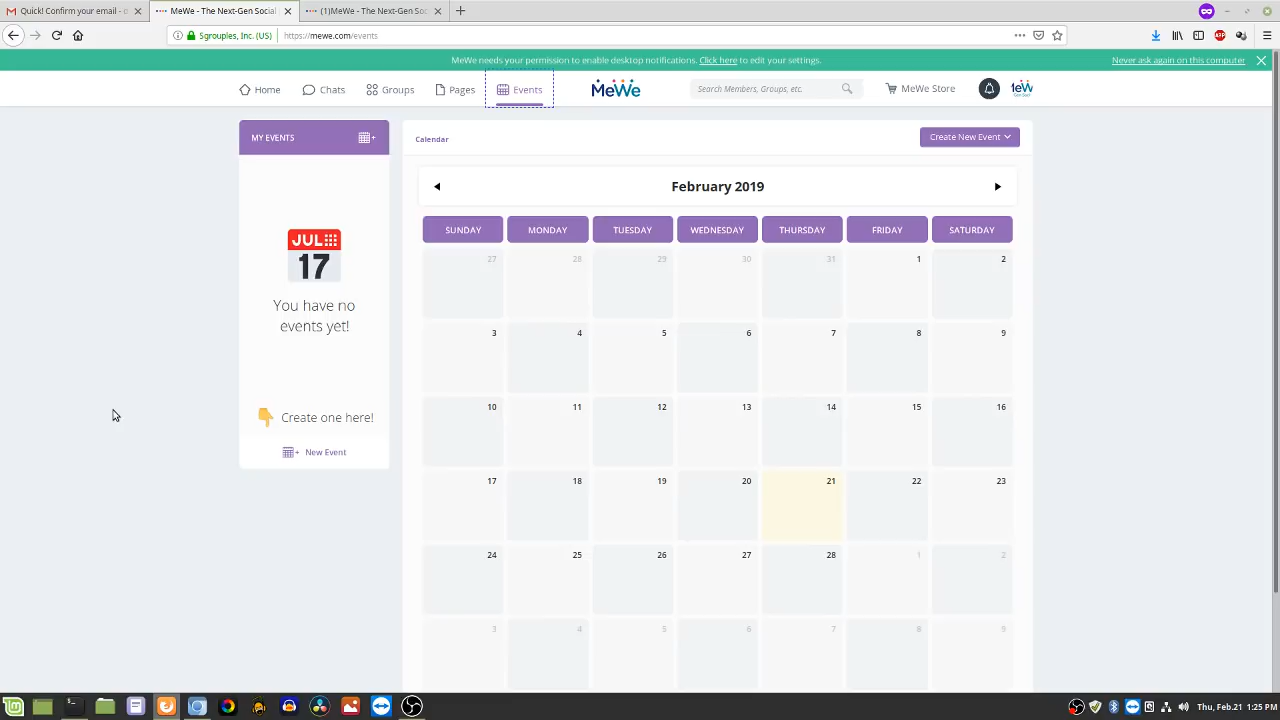 Quick! Confirm your email - d
MeWe - The Next-Gen Social
(1)MeWe - The Next-Gen Soc
Sgrouples, Inc. (US)
https://mewe.com/events
MeWe needs your permission to enable desktop notifications. Click here to edit your settings.
Never ask again on this computer
Home
Chats
Groups
Pages
Events
MeWe
Search Members, Groups, etc.
MeWe Store
MY EVENTS
Calendar
Create New Event
February 2019
SUNDAY MONDAY TUESDAY WEDNESDAY THURSDAY FRIDAY SATURDAY
27 28 29 30 31 1 2
3 4 5 6 7 8 9
10 11 12 13 14 15 16
17 18 19 20 21 22 23
24 25 26 27 28 1 2
3 4 5 6 7 8 9
JUL
17
You have no
events yet!
Create one here!
New Event
Thu, Feb.21 1:25 PM